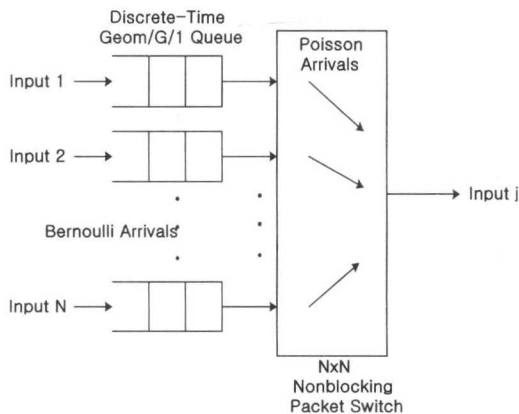 Discrete-Time
Geom/G/1 Queue
Poisson
Arrivals
Input 1
Input 2
Input j
Bernoulli Arrivals
Input N
NxN
Nonblocking
Packet Switch